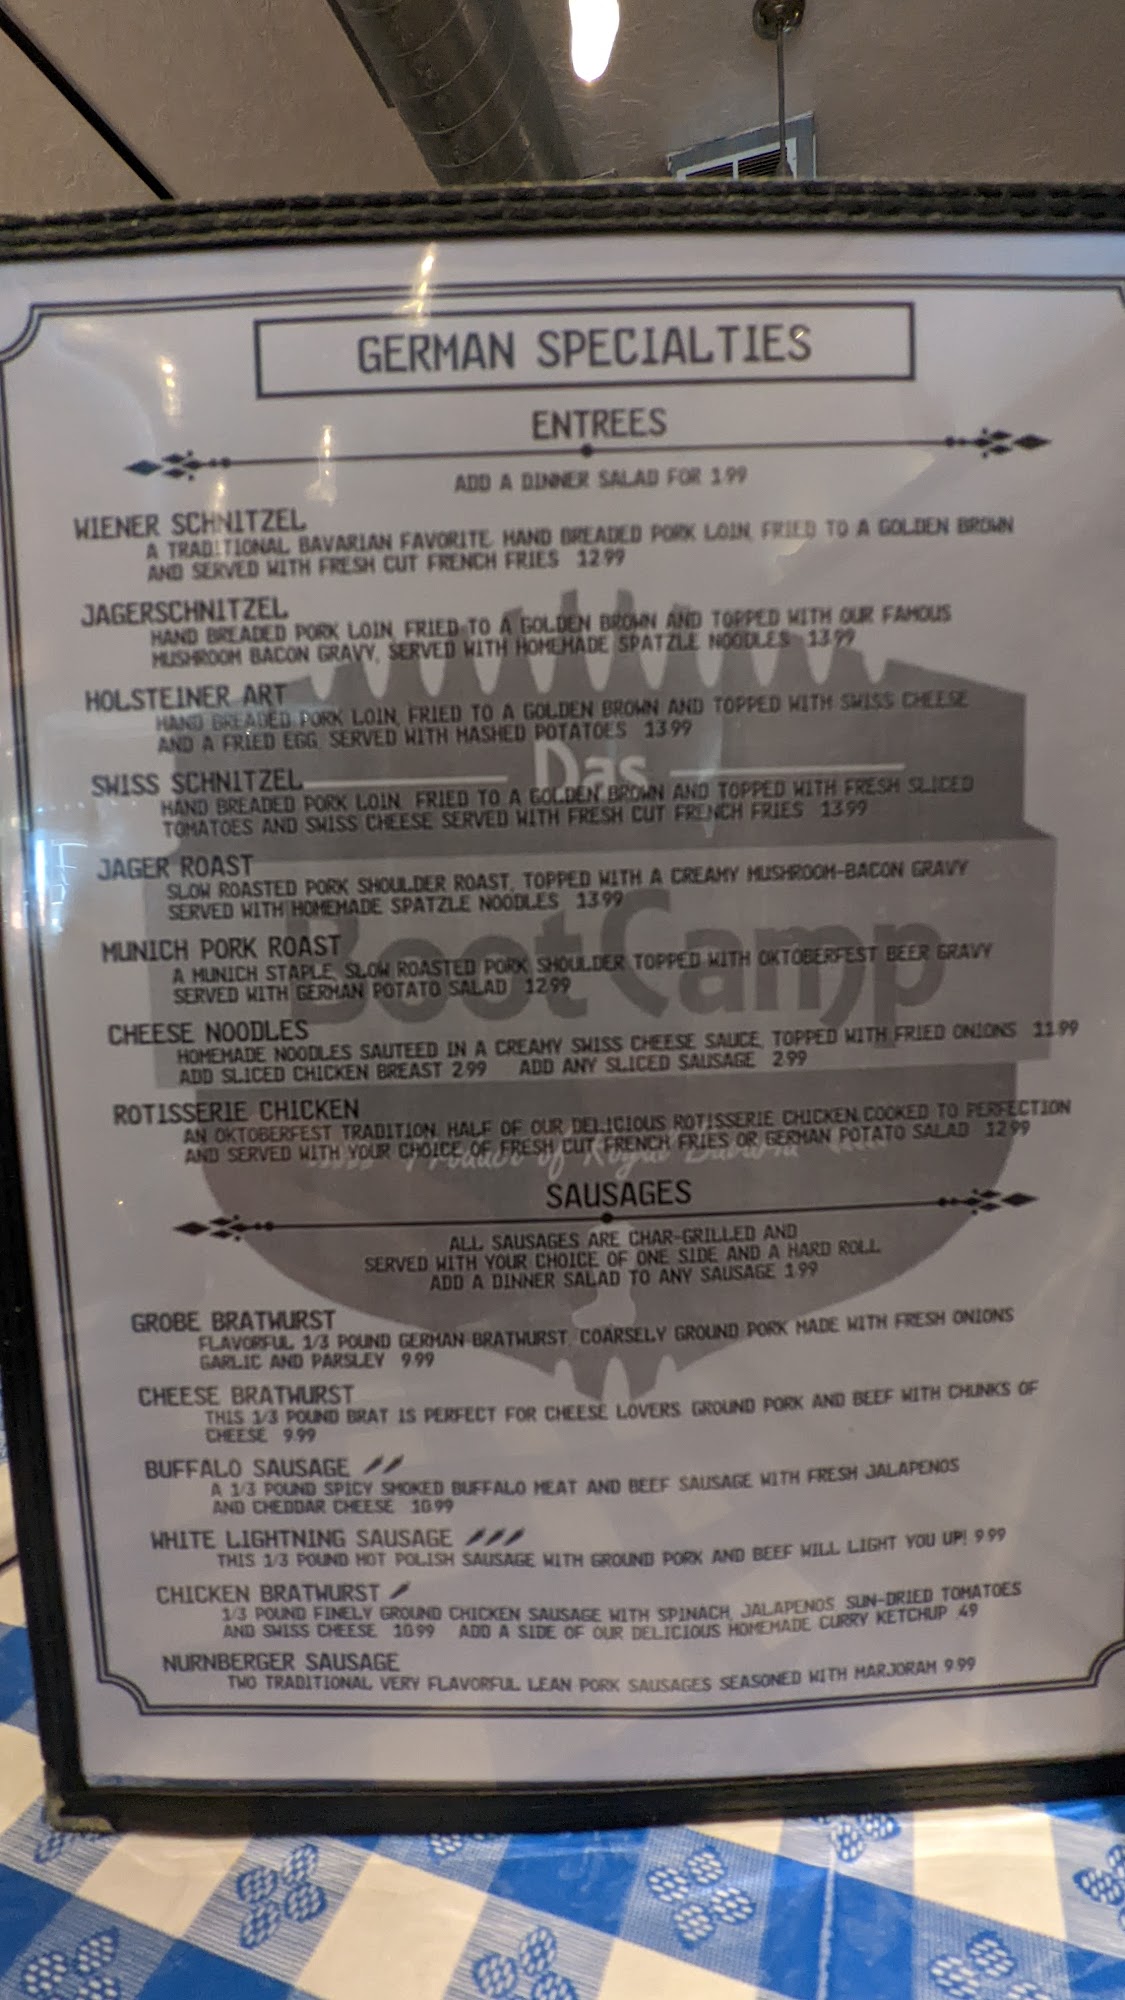 GERMAN SPECIALTIES
ENTREES
ADD A DINNER SALAD FOR 1.99
WIENER SCHNITZEL
A TRADITIONAL BAVARIAN FAVORITE. HAND BREADED PORK LOIN, FRIED TO A GOLDEN BROWN
AND SERVED WITH FRESH CUT FRENCH FRIES 12.99
JAGERSCHNITZEL
HAND BREADED PORK LOIN, FRIED TO A GOLDEN BROWN AND TOPPED WITH OUR FAMOUS
MUSHROOM BACON GRAVY, SERVED WITH HOMEMADE SPATZLE NOODLES 13.99
HOLSTEINER ART
HAND BREADED PORK LOIN, FRIED TO A GOLDEN BROWN AND TOPPED WITH SWISS CHEESE
AND A FRIED EGG, SERVED WITH MASHED POTATOES 13.99
SWISS SCHNITZEL
Das
HAND BREADED PORK LOIN, FRIED TO A GOLDEN BROWN AND TOPPED WITH FRESH SLICED
TOMATOES AND SWISS CHEESE SERVED WITH FRESH CUT FRENCH FRIES 13.99
JAGER ROAST
SLOW ROASTED PORK SHOULDER ROAST, TOPPED WITH A CREAMY MUSHROOM-BACON GRAVY
SERVED WITH HOMEMADE SPATZLE NOODLES 13.99
BootCamp
MUNICH PORK ROAST
A MUNICH STAPLE, SLOW ROASTED PORK SHOULDER TOPPED WITH OKTOBERFEST BEER GRAVY
SERVED WITH GERMAN POTATO SALAD 12.99
CHEESE NOODLES
HOMEMADE NOODLES SAUTEED IN A CREAMY SWISS CHEESE SAUCE, TOPPED WITH FRIED ONIONS 11.99
ADD SLICED CHICKEN BREAST 2.99 ADD ANY SLICED SAUSAGE 2.99
ROTISSERIE CHICKEN
AN OKTOBERFEST TRADITION, HALF OF OUR DELICIOUS ROTISSERIE CHICKEN COOKED TO PERFECTION
AND SERVED WITH YOUR CHOICE OF FRESH CUT FRENCH FRIES OR GERMAN POTATO SALAD 12.99
Product of Royal Bavaria
SAUSAGES
ALL SAUSAGES ARE CHAR-GRILLED AND
SERVED WITH YOUR CHOICE OF ONE SIDE AND A HARD ROLL
ADD A DINNER SALAD TO ANY SAUSAGE 1.99
GROBE BRATWURST
FLAVORFUL 1/3 POUND GERMAN BRATWURST, COARSELY GROUND PORK MADE WITH FRESH ONIONS
GARLIC AND PARSLEY 9.99
CHEESE BRATWURST
THIS 1/3 POUND BRAT IS PERFECT FOR CHEESE LOVERS. GROUND PORK AND BEEF WITH CHUNKS OF
CHEESE 9.99
BUFFALO SAUSAGE
A 1/3 POUND SPICY SMOKED BUFFALO MEAT AND BEEF SAUSAGE WITH FRESH JALAPENOS
AND CHEDDAR CHEESE 10.99
WHITE LIGHTNING SAUSAGE
THIS 1/3 POUND HOT POLISH SAUSAGE WITH GROUND PORK AND BEEF WILL LIGHT YOU UP! 9.99
CHICKEN BRATWURST
1/3 POUND FINELY GROUND CHICKEN SAUSAGE WITH SPINACH, JALAPENOS, SUN-DRIED TOMATOES
AND SWISS CHEESE 10.99 ADD A SIDE OF OUR DELICIOUS HOMEMADE CURRY KETCHUP .49
NURNBERGER SAUSAGE
TWO TRADITIONAL VERY FLAVORFUL LEAN PORK SAUSAGES SEASONED WITH MARJORAM 9.99